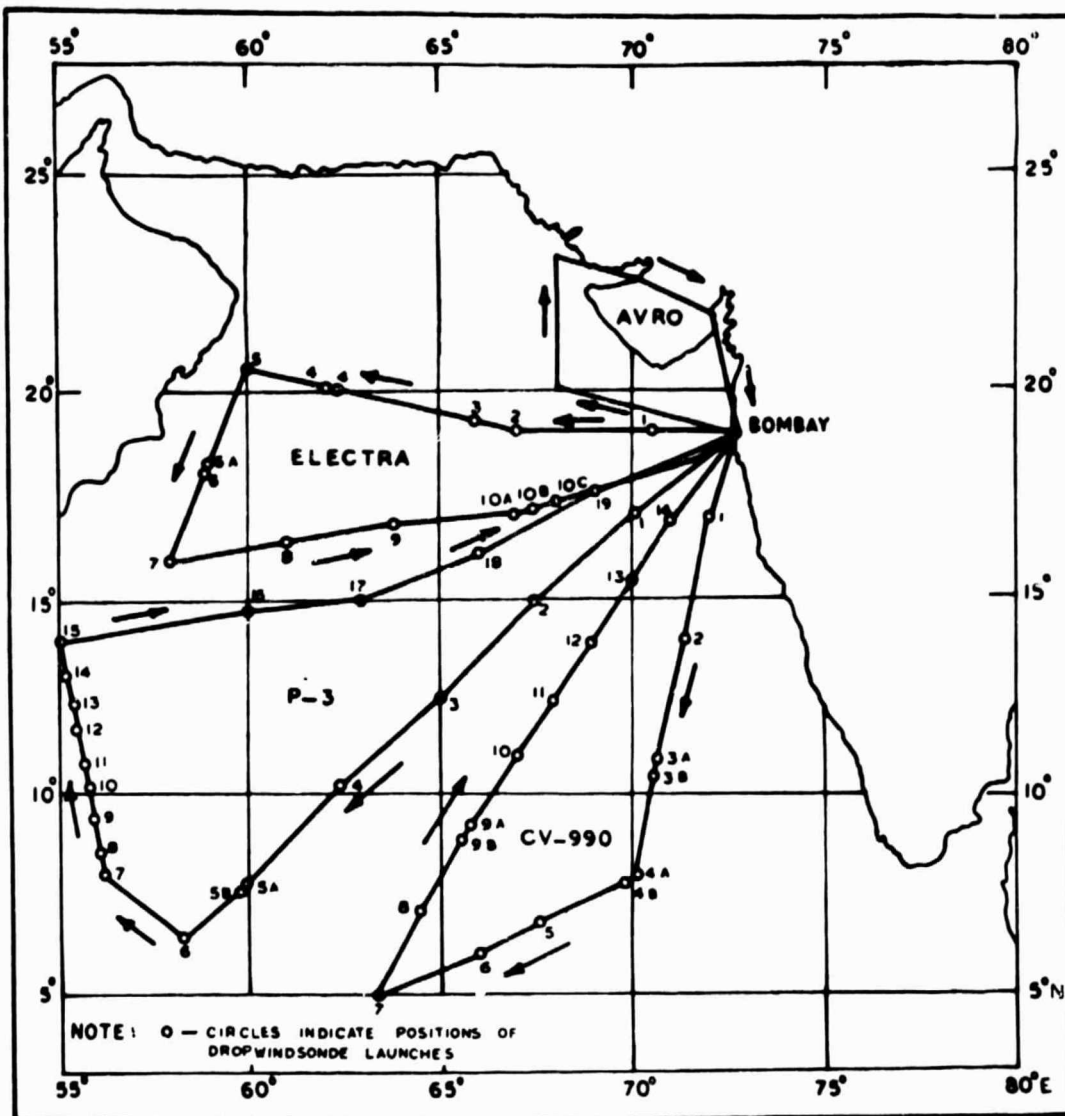 55° 60° 65° 70° 75° 80°
25° 25°
AVRO
5 4 4
20° 3 2 1 20°
BOMBAY
6A
6
ELECTRA
10A 10B 10C 19
7 8 9 18
1 14 1
13
15° 16 17 2 15°
15
14
13
12
P-3 3 12 2
11
11
10
10° 4 10 3A
3B 10°
9
8
7
9A
9B
CV-990
5B 5A 4A
4B
8
6 5
6
5° 7 5°N
NOTE: O — CIRCLES INDICATE POSITIONS OF
DROPWINDSONDE LAUNCHES
55° 60° 65° 70° 75° 80°E